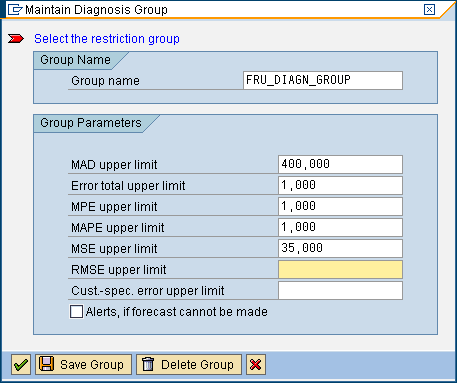 Maintain Diagnosis Group
Select the restriction group
Group Name
Group name FRU_DIAGN_GROUP
Group Parameters
MAD upper limit 400,000
Error total upper limit 1,000
MPE upper limit 1,000
MAPE upper limit 1,000
MSE upper limit 35,000
RMSE upper limit
Cust.-spec. error upper limit
Alerts, if forecast cannot be made
Save Group Delete Group